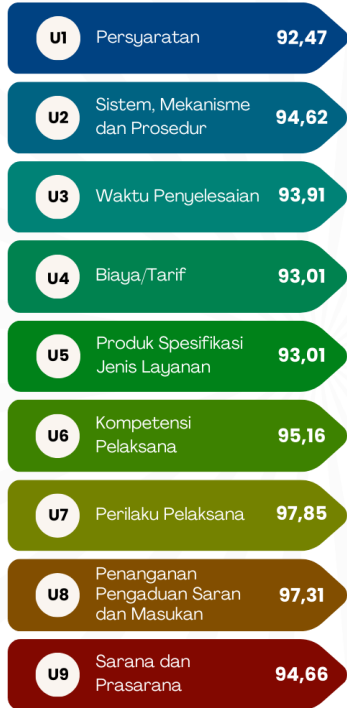 U1 Persyaratan 92,47
U2 Sistem, Mekanisme
dan Prosedur 94,62
U3 Waktu Penyelesaian 93,91
U4 Biaya/Tarif 93,01
U5 Produk Spesifikasi
Jenis Layanan 93,01
U6 Kompetensi
Pelaksana 95,16
U7 Perilaku Pelaksana 97,85
U8 Penanganan
Pengaduan Saran
dan Masukan 97,31
U9 Sarana dan
Prasarana 94,66